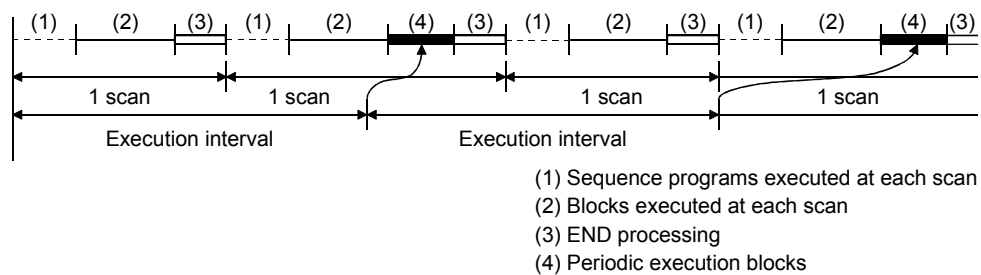 (1) (2) (3) (1) (2) (4) (3) (1) (2) (3) (1) (2) (4) (3)
1 scan 1 scan 1 scan 1 scan
Execution interval Execution interval
(1) Sequence programs executed at each scan
(2) Blocks executed at each scan
(3) END processing
(4) Periodic execution blocks